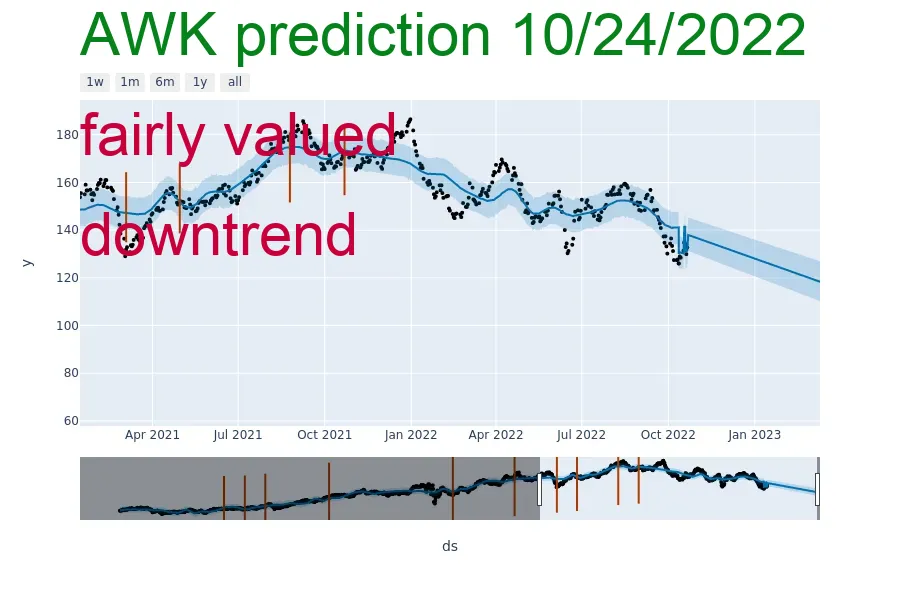 AWK prediction 10/24/2022
1w 1m 6m 1y all
fairly valued
downtrend
180
160
140
120
100
80
60
y
Apr 2021 Jul 2021 Oct 2021 Jan 2022 Apr 2022 Jul 2022 Oct 2022 Jan 2023
ds